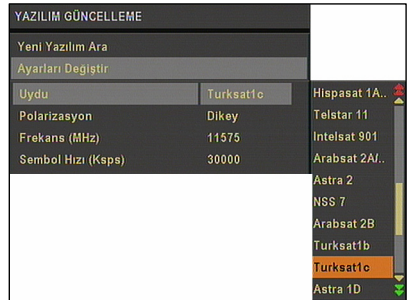 YAZILIM GÜNCELLEME
Yeni Yazılım Ara
Ayarları Değiştir
Uydu Turksat1c
Polarizasyon Dikey
Frekans (MHz) 11575
Sembol Hızı (Ksps) 30000
Hispasat 1A..
Telstar 11
Intelsat 901
Arabsat 2A/..
Astra 2
NSS 7
Arabsat 2B
Turksat1b
Turksat1c
Astra 1D